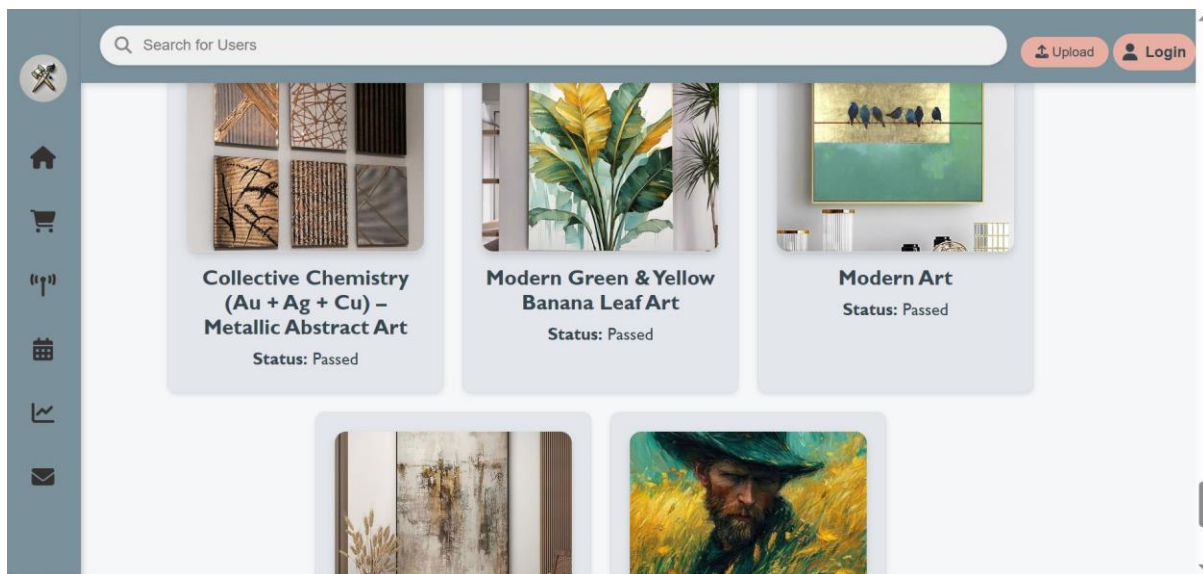 Search for Users
Upload
Login
Collective Chemistry
(Au + Ag + Cu) –
Metallic Abstract Art
Status: Passed
Modern Green & Yellow
Banana Leaf Art
Status: Passed
Modern Art
Status: Passed